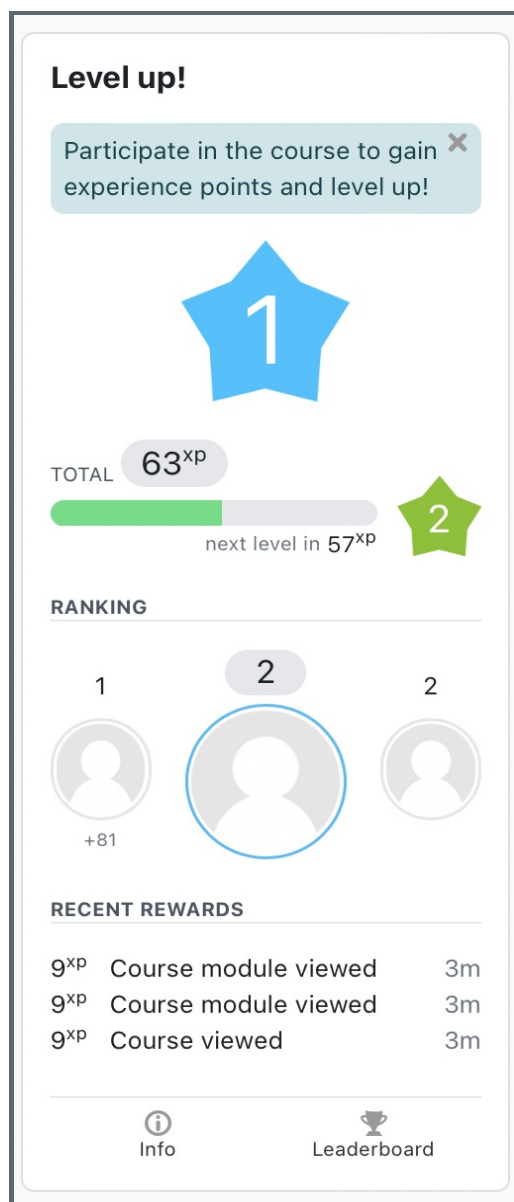 Level up!
Participate in the course to gain
experience points and level up!
1
TOTAL 63xp
2
next level in 57xp
RANKING
1 2 2
+81
RECENT REWARDS
9xp Course module viewed 3m
9xp Course module viewed 3m
9xp Course viewed 3m
Info Leaderboard